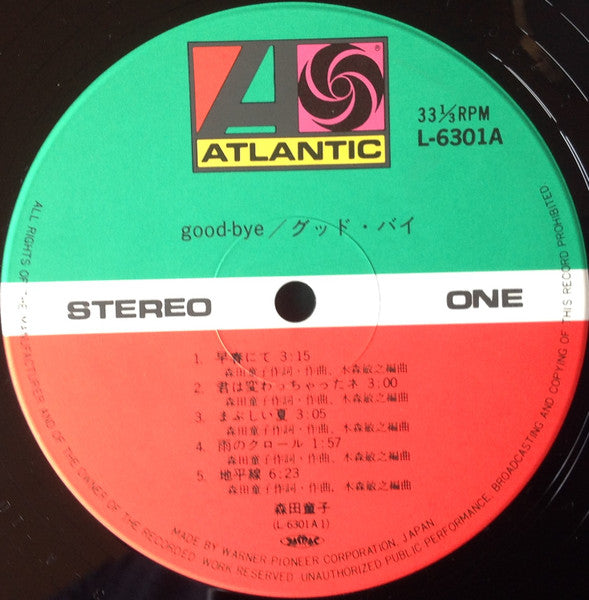 ATLANTIC
®
33 1/3 RPM
L-6301A
good-bye／グッド・バイ
STEREO
ONE
1. 早春にて 3:15
森田童子作詞・作曲、木森敏之編曲
2. 君は変わっちゃったネ 3:00
森田童子作詞・作曲、木森敏之編曲
3. まぶしい夏 3:05
森田童子作詞・作曲、木森敏之編曲
4. 雨のクロール 1:57
森田童子作詞・作曲、木森敏之編曲
5. 地平線 6:23
森田童子作詞・作曲、木森敏之編曲
森田童子
(L-6301A1)
JASRAC
MADE BY WARNER-PIONEER CORPORATION, JAPAN
ALL RIGHTS OF THE MANUFACTURER AND OF THE OWNER OF THE RECORDED WORK RESERVED. UNAUTHORIZED PUBLIC PERFORMANCE, BROADCASTING AND COPYING OF THIS RECORD PROHIBITED.